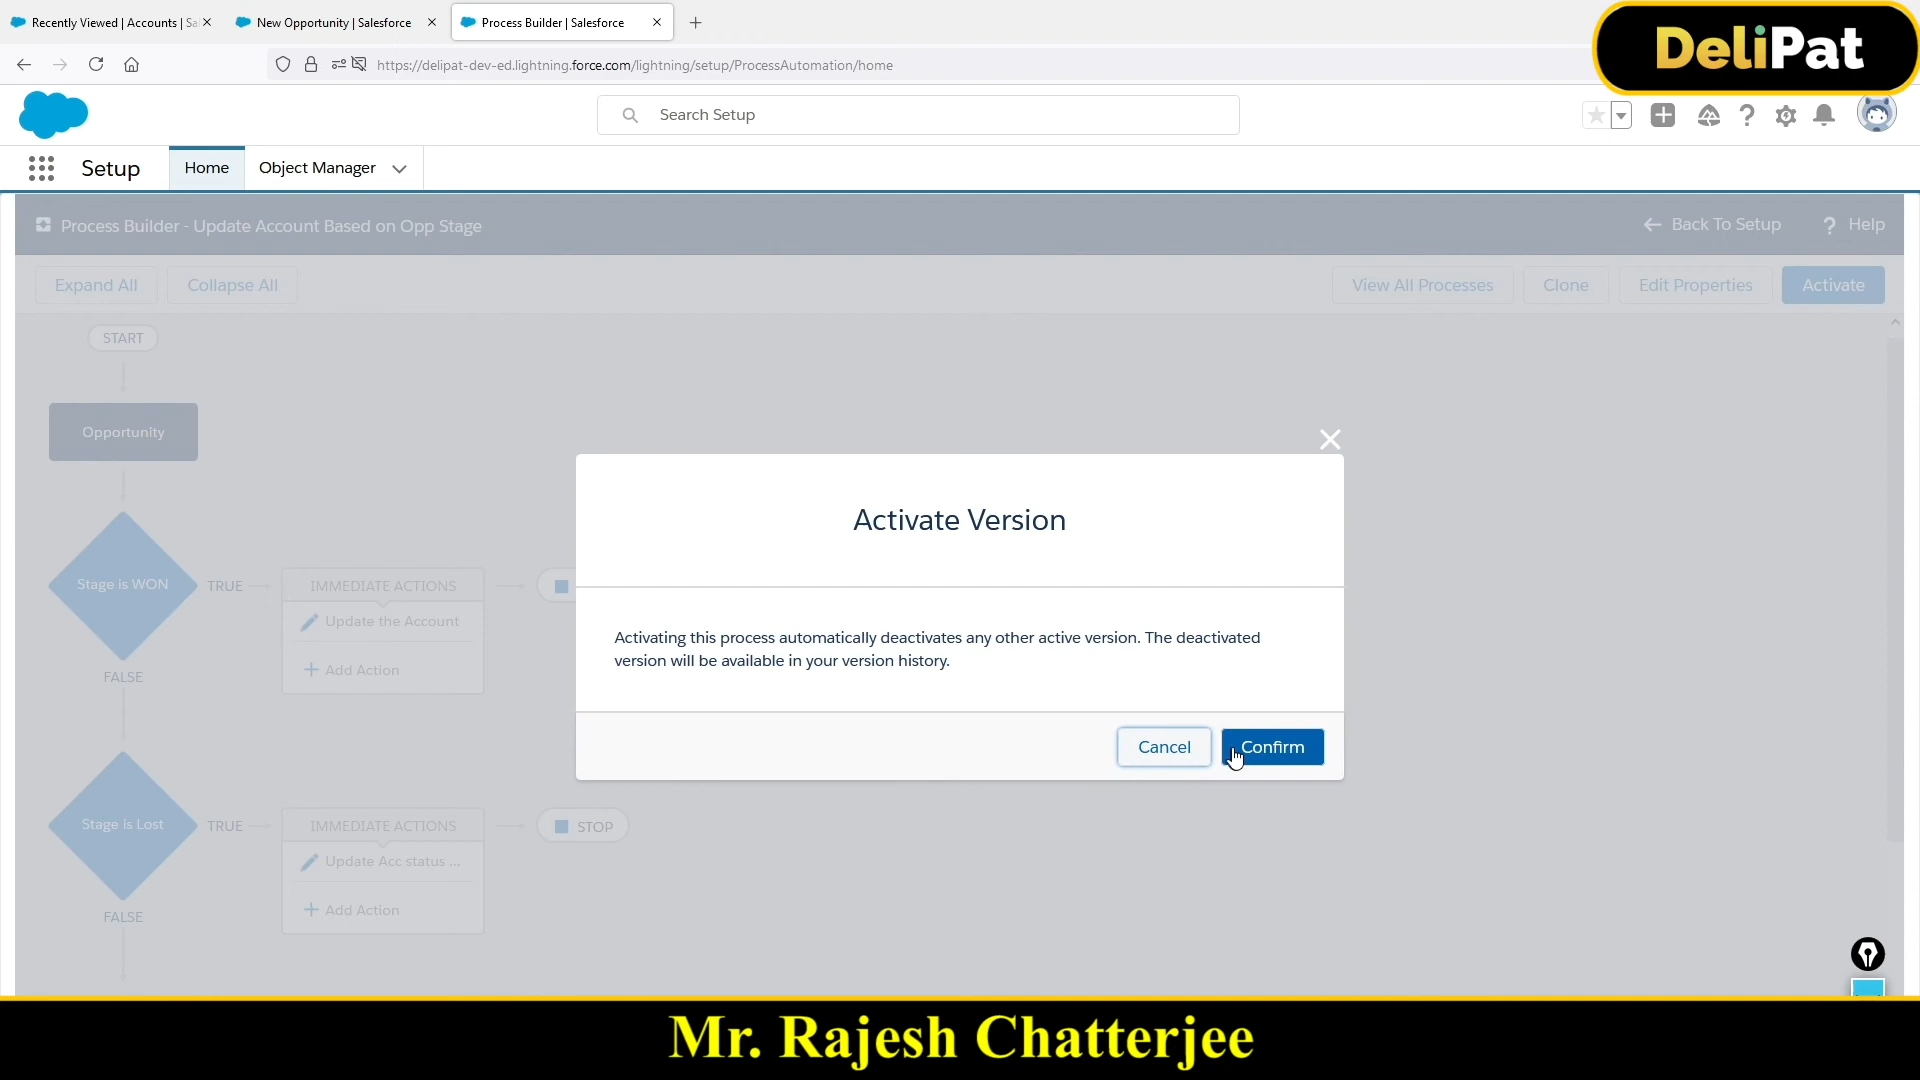 Recently Viewed | Accounts | Sa
New Opportunity | Salesforce
Process Builder | Salesforce
https://delipat-dev-ed.lightning.force.com/lightning/setup/ProcessAutomation/home
DeliPat
Search Setup
Setup
Home
Object Manager
Process Builder - Update Account Based on Opp Stage
Back To Setup
? Help
Expand All
Collapse All
View All Processes
Clone
Edit Properties
Activate
START
Opportunity
Activate Version
Stage is WON
TRUE
IMMEDIATE ACTIONS
Update the Account
+ Add Action
FALSE
Activating this process automatically deactivates any other active version. The deactivated
version will be available in your version history.
Cancel
Confirm
Stage is Lost
TRUE
IMMEDIATE ACTIONS
STOP
Update Acc status ...
+ Add Action
FALSE
Mr. Rajesh Chatterjee